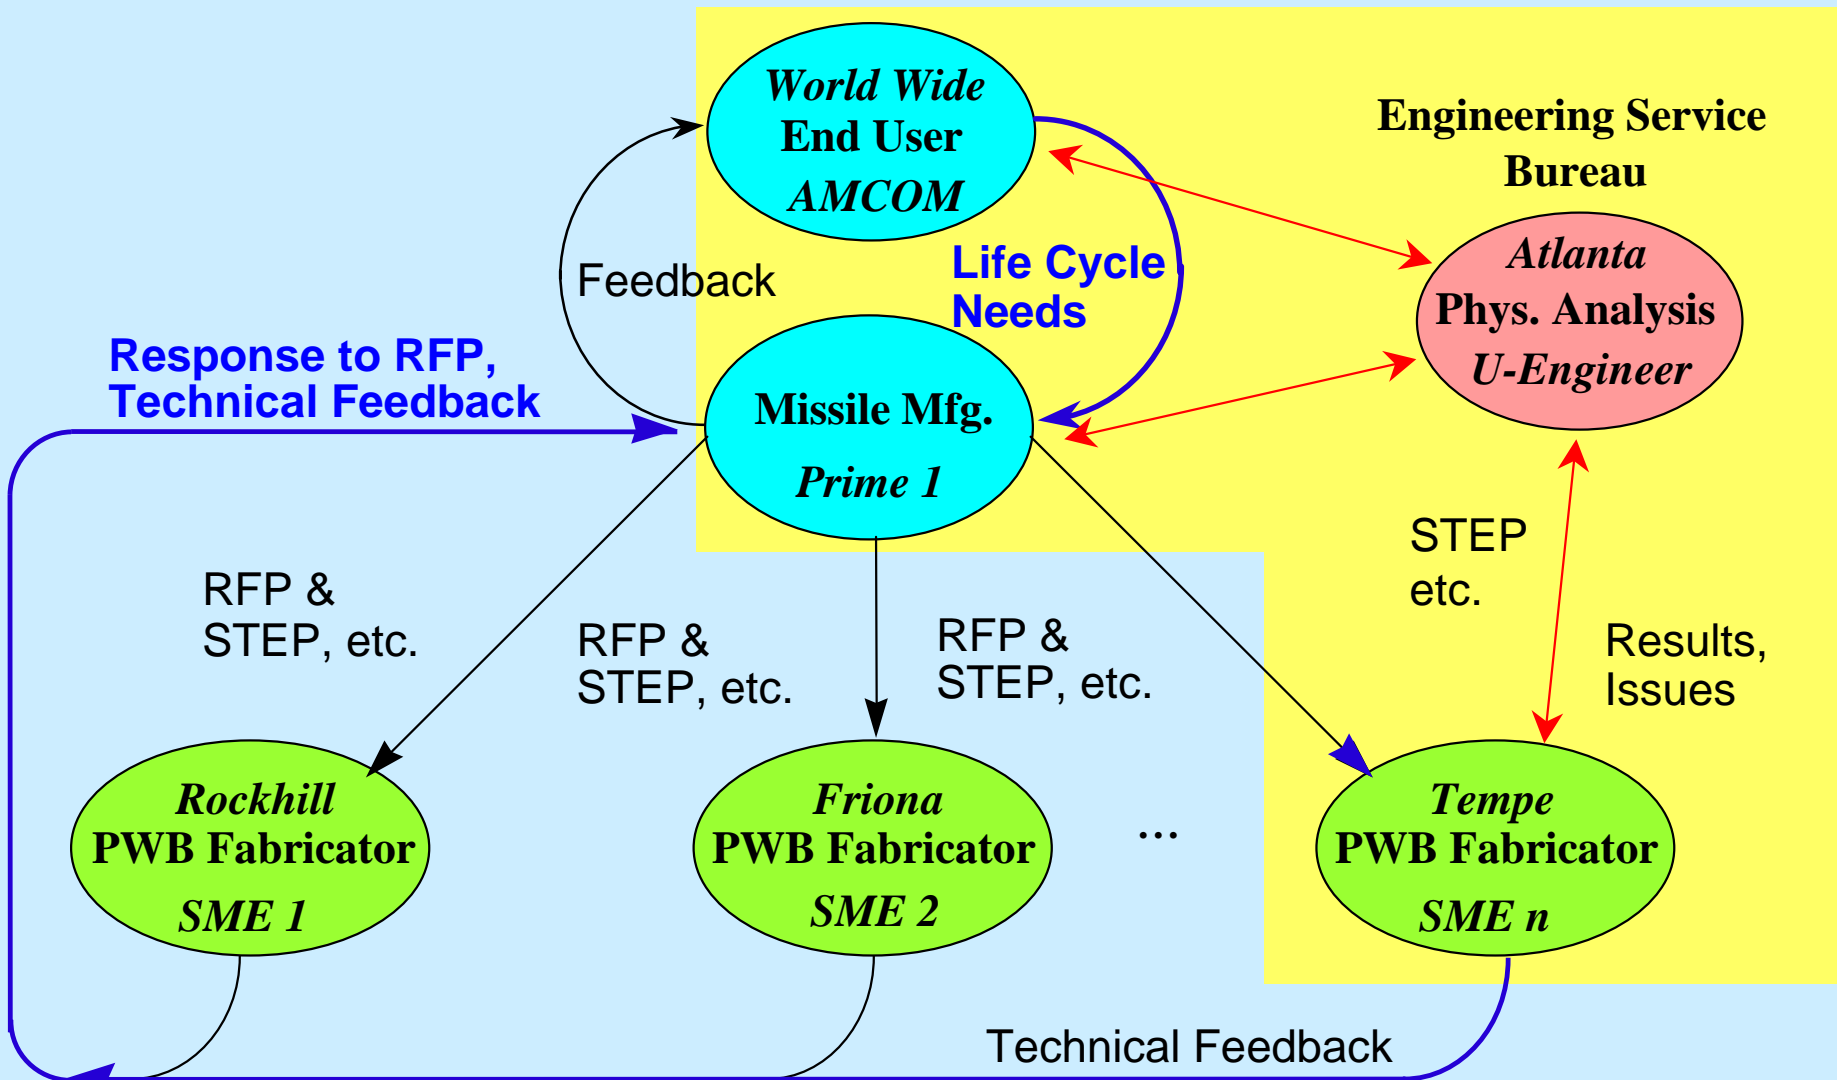 World Wide
End User
AMCOM
Engineering Service
Bureau
Atlanta
Phys. Analysis
U-Engineer
Feedback
Life Cycle
Needs
Response to RFP,
Technical Feedback
Missile Mfg.
Prime 1
STEP
etc.
RFP &
STEP, etc.
RFP &
STEP, etc.
RFP &
STEP, etc.
Results,
Issues
Rockhill
PWB Fabricator
SME 1
Friona
PWB Fabricator
SME 2
...
Tempe
PWB Fabricator
SME n
Technical Feedback